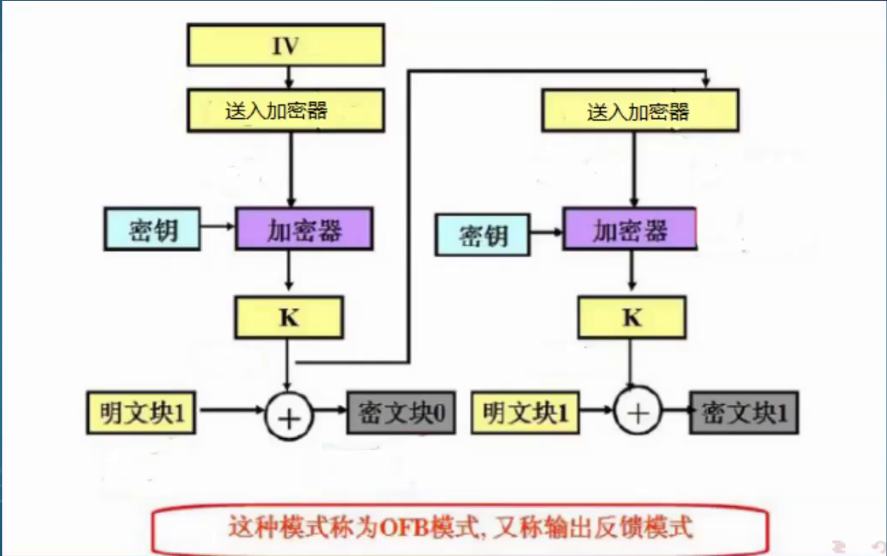 IV
送入加密器
送入加密器
密钥
加密器
密钥
加密器
K
K
明文块1
+
密文块0
明文块1
+
密文块1
这种模式称为OFB模式, 又称输出反馈模式